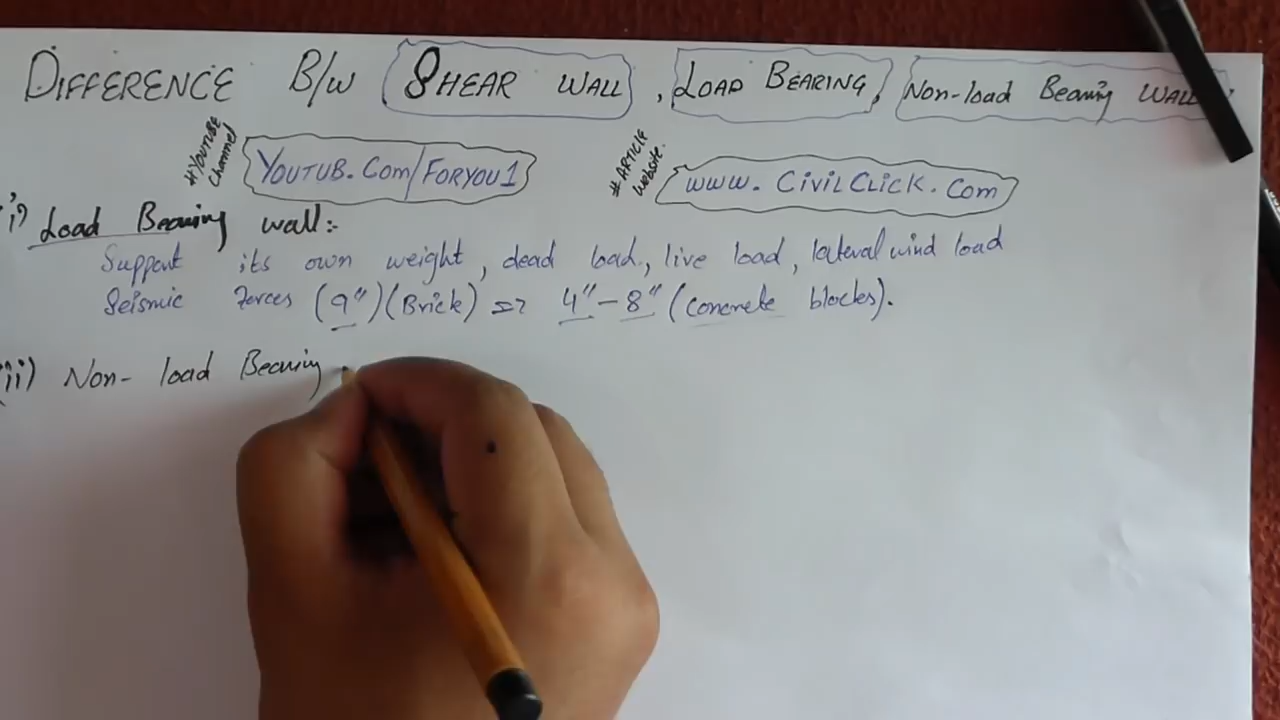 DIFFERENCE B/w SHEAR WALL, LOAD BEARING, Non-load Bearing WALL
#YOUTUBE Channel
YOUTUB.Com/FORYOU1
#ARTICLE Website.
www.CivilClick.Com
i) Load Bearing wall:-
Support its own weight, dead load, live load, lateral wind load
Seismic Forces (9")(Brick) => 4"-8" (concrete blocks).
(ii) Non-load Bearing